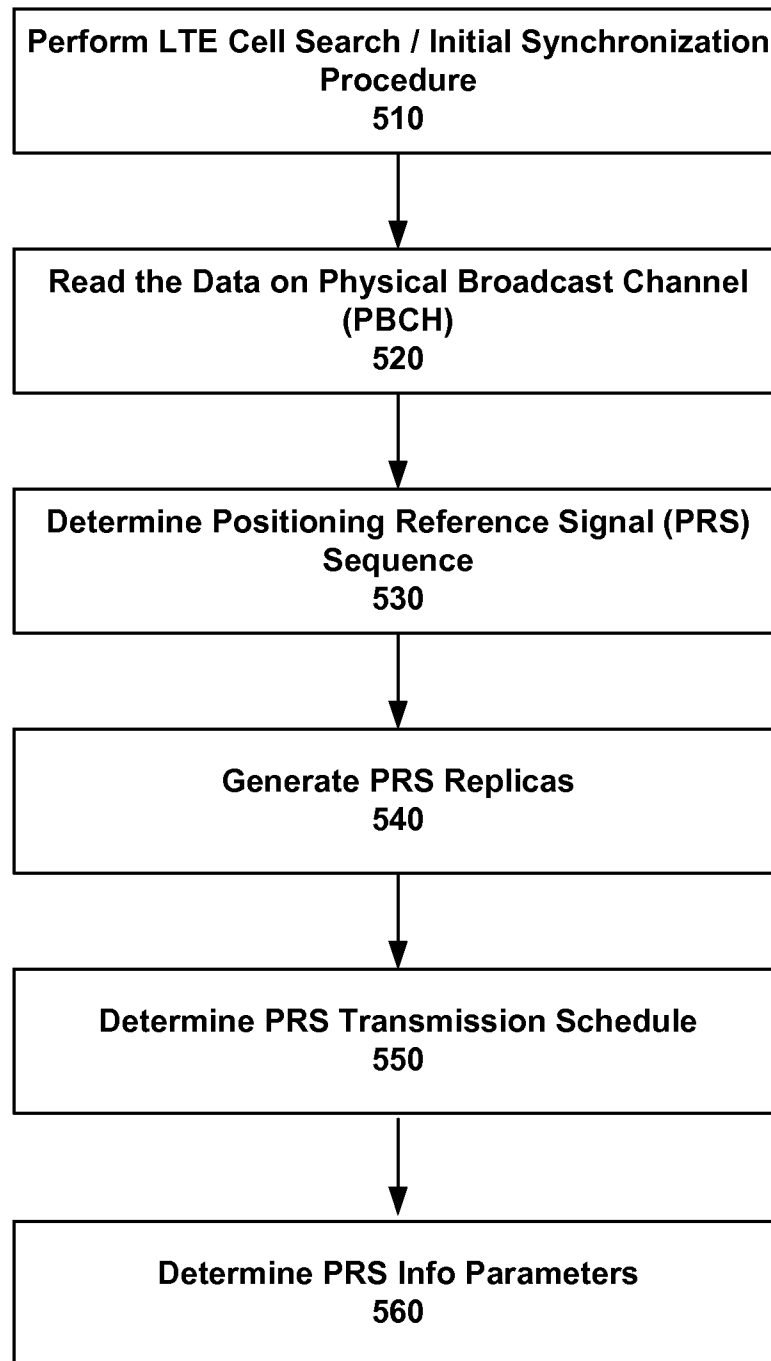 Perform LTE Cell Search / Initial Synchronization
Procedure
510
Read the Data on Physical Broadcast Channel
(PBCH)
520
Determine Positioning Reference Signal (PRS)
Sequence
530
Generate PRS Replicas
540
Determine PRS Transmission Schedule
550
Determine PRS Info Parameters
560